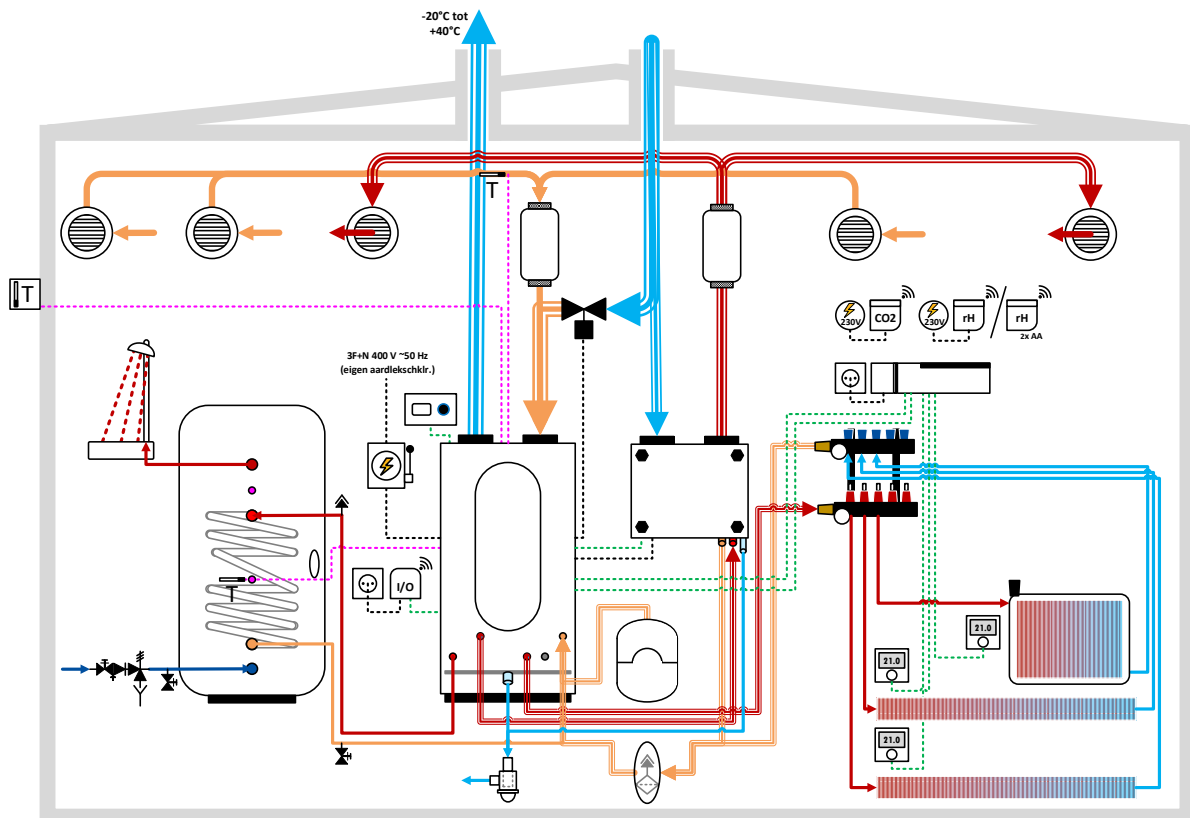 -20°C tot
+40°C
T
T
230V
CO2
230V
rH
rH
2x AA
3F+N 400 V ~50 Hz
(eigen aardlekschklr.)
I/O
T
21.0
21.0
21.0